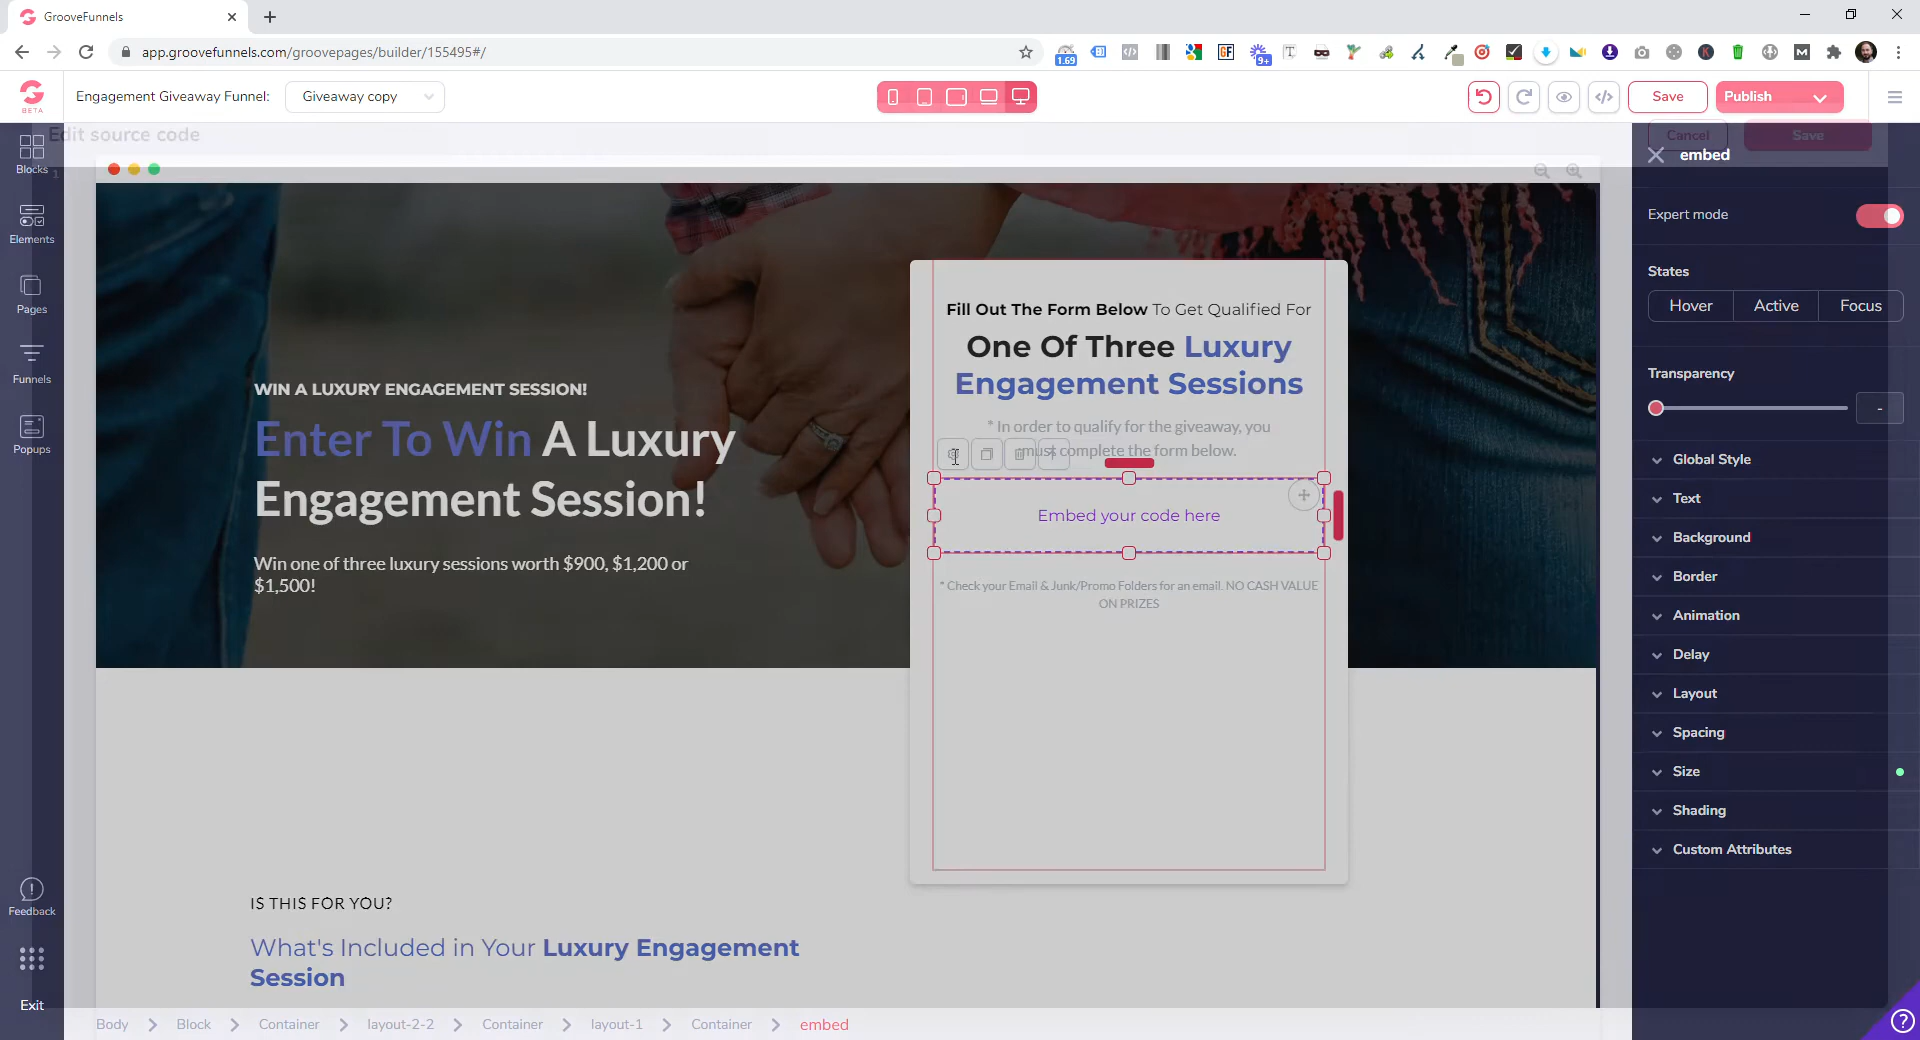 GrooveFunnels
app.groovefunnels.com/groovepages/builder/155495#/
1.69
GF
9+
T
K
M
BETA
Engagement Giveaway Funnel:
Giveaway copy
Save
Publish
Edit source code
Cancel
Save
1
Blocks
Elements
Pages
Funnels
Popups
Feedback
Exit
embed
Expert mode
States
Hover
Active
Focus
Transparency
-
Global Style
Text
Background
Border
Animation
Delay
Layout
Spacing
Size
Shading
Custom Attributes
WIN A LUXURY ENGAGEMENT SESSION!
Enter To Win A Luxury
Engagement Session!
Win one of three luxury sessions worth $900, $1,200 or
$1,500!
Fill Out The Form Below To Get Qualified For
One Of Three Luxury
Engagement Sessions
* In order to qualify for the giveaway, you
must complete the form below.
Embed your code here
* Check your Email & Junk/Promo Folders for an email. NO CASH VALUE
ON PRIZES
IS THIS FOR YOU?
What's Included in Your Luxury Engagement
Session
Body
Block
Container
layout-2-2
Container
layout-1
Container
embed
?